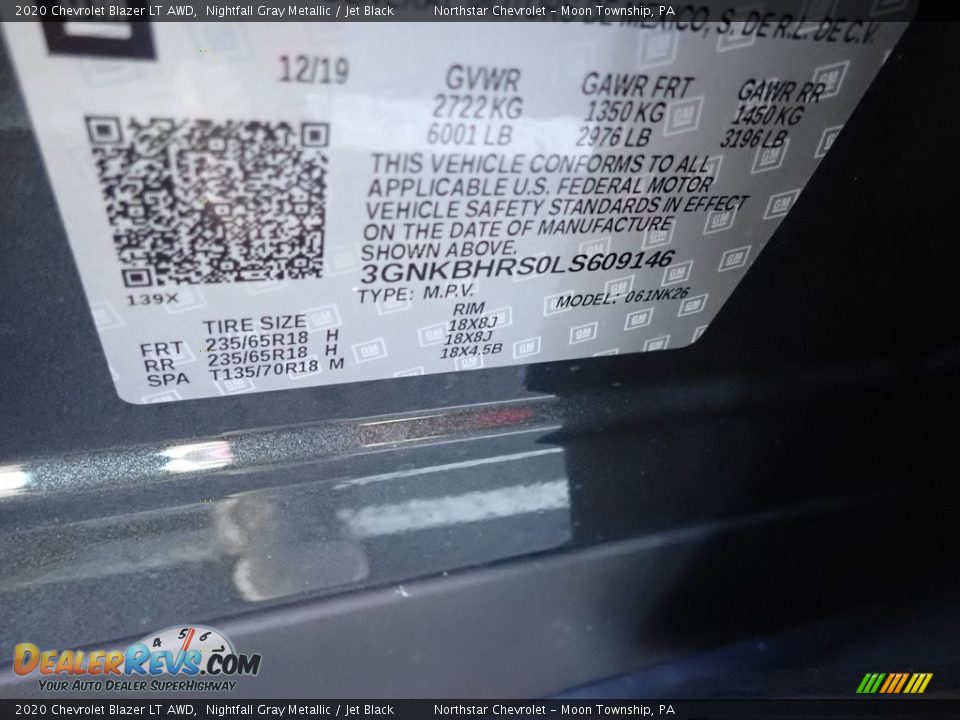 2020 Chevrolet Blazer LT AWD, Nightfall Gray Metallic / Jet Black Northstar Chevrolet - Moon Township, PA
DE MEXICO, S. DE R.L. DE C.V.
12/19 GVWR GAWR FRT GAWR RR
2722 KG 1350 KG 1450 KG
6001 LB 2976 LB 3196 LB
THIS VEHICLE CONFORMS TO ALL
APPLICABLE U.S. FEDERAL MOTOR
VEHICLE SAFETY STANDARDS IN EFFECT
ON THE DATE OF MANUFACTURE
SHOWN ABOVE.
3GNKBHRS0LS609146
139X TYPE: M.P.V. MODEL: 061NK26
TIRE SIZE RIM
FRT 235/65R18 H 18X8J
RR 235/65R18 H 18X8J
SPA T135/70R18 M 18X4.5B
4 5 6
DEALERREVS.COM
YOUR AUTO DEALER SUPERHIGHWAY
2020 Chevrolet Blazer LT AWD, Nightfall Gray Metallic / Jet Black Northstar Chevrolet - Moon Township, PA